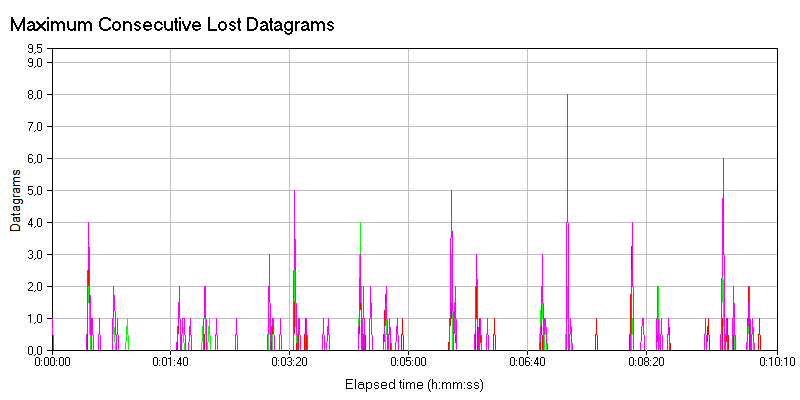 Maximum Consecutive Lost Datagrams
9,5
9,0
8,0
7,0
6,0
5,0
4,0
3,0
2,0
1,0
0,0
Datagrams
0:00:00 0:01:40 0:03:20 0:05:00 0:06:40 0:08:20 0:10:10
Elapsed time (h:mm:ss)